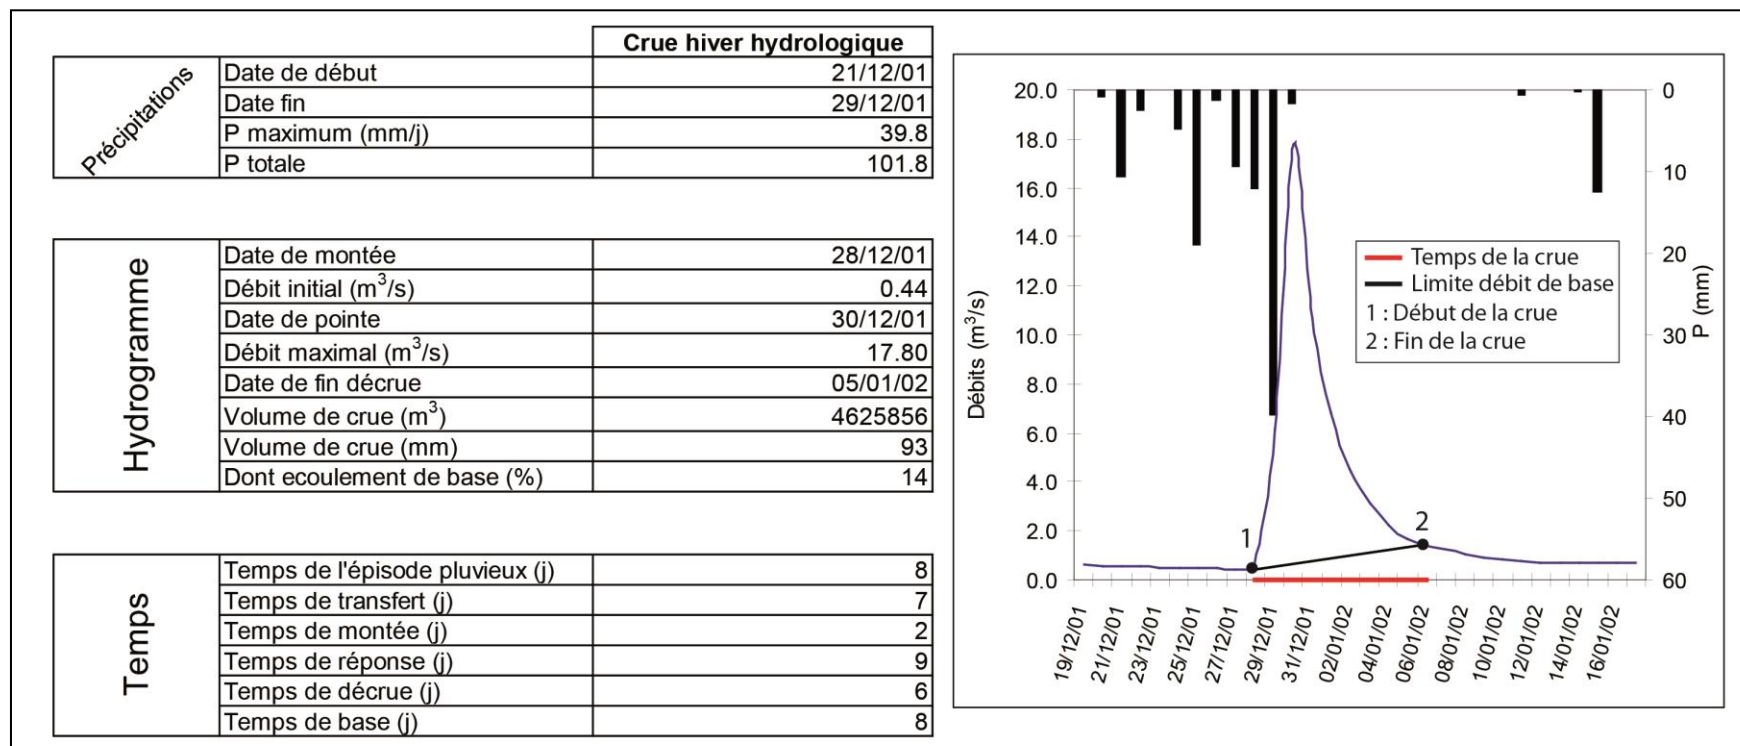 Crue hiver hydrologique
Précipitations
Date de début 21/12/01
Date fin 29/12/01
P maximum (mm/j) 39.8
P totale 101.8
Hydrogramme
Date de montée 28/12/01
Débit initial (m³/s) 0.44
Date de pointe 30/12/01
Débit maximal (m³/s) 17.80
Date de fin décrue 05/01/02
Volume de crue (m³) 4625856
Volume de crue (mm) 93
Dont ecoulement de base (%) 14
Temps
Temps de l'épisode pluvieux (j) 8
Temps de transfert (j) 7
Temps de montée (j) 2
Temps de réponse (j) 9
Temps de décrue (j) 6
Temps de base (j) 8
Débits (m³/s)
20.0
18.0
16.0
14.0
12.0
10.0
8.0
6.0
4.0
2.0
0.0
P (mm)
0
10
20
30
40
50
60
Temps de la crue
Limite débit de base
1 : Début de la crue
2 : Fin de la crue
1
2
19/12/01
21/12/01
23/12/01
25/12/01
27/12/01
29/12/01
31/12/01
02/01/02
04/01/02
06/01/02
08/01/02
10/01/02
12/01/02
14/01/02
16/01/02